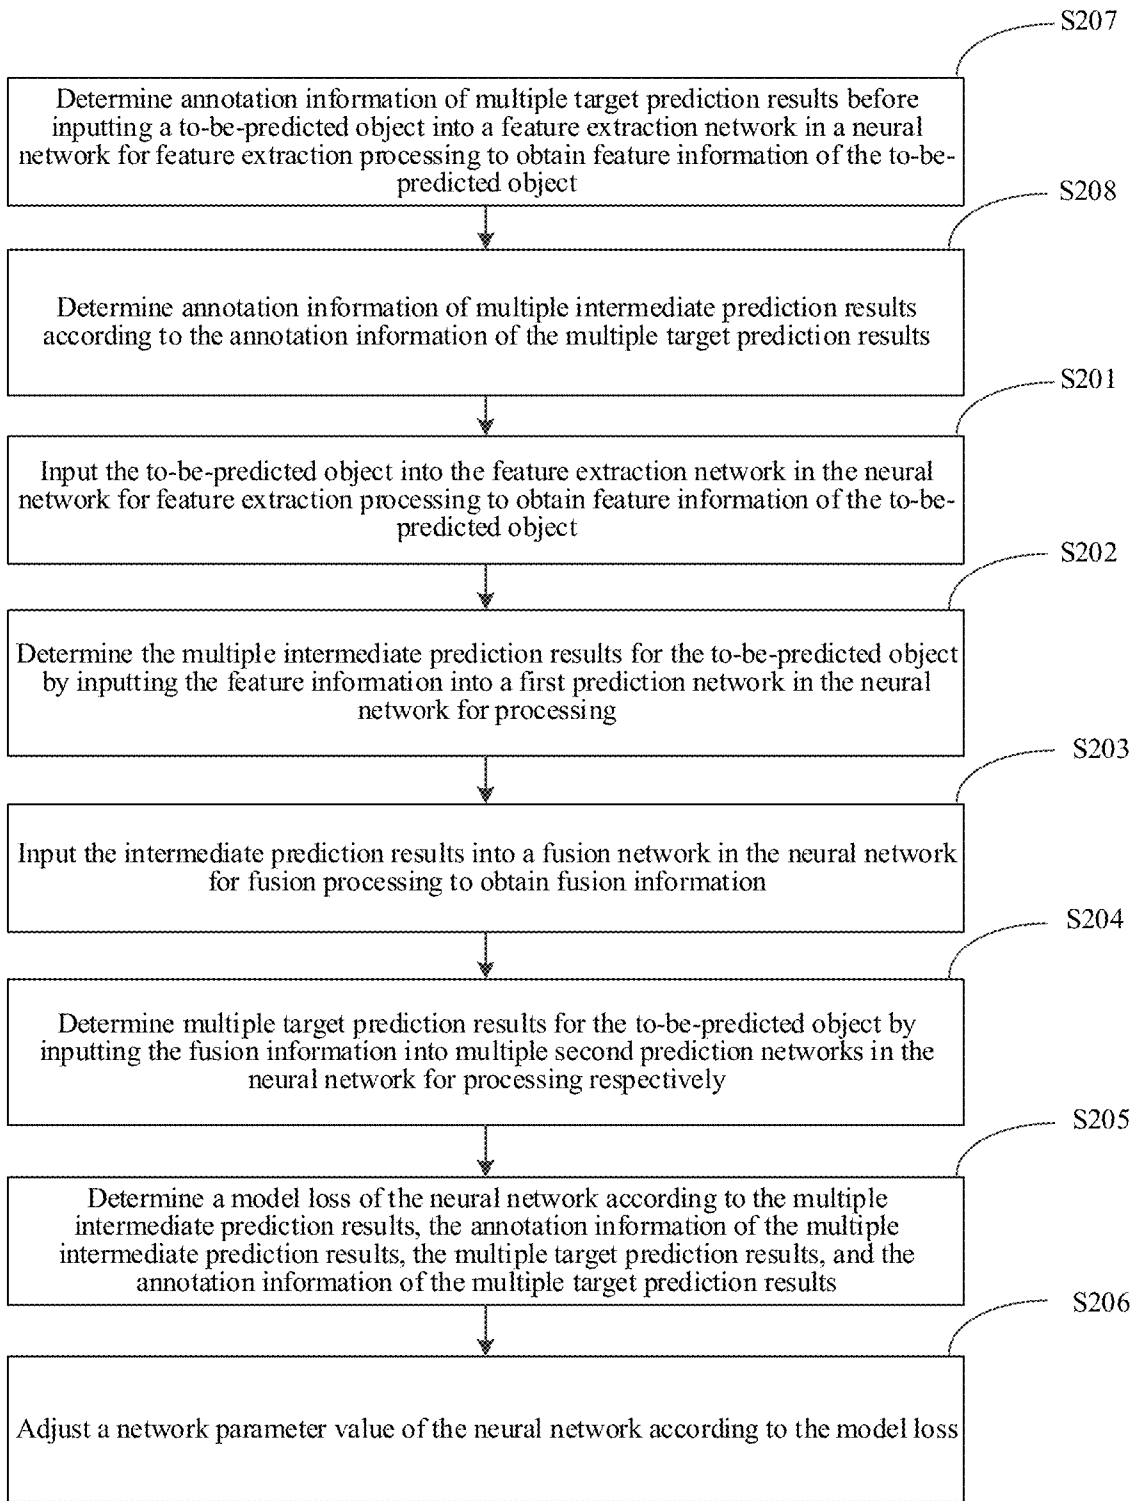 S207
Determine annotation information of multiple target prediction results before
inputting a to-be-predicted object into a feature extraction network in a neural
network for feature extraction processing to obtain feature information of the to-be-
predicted object
S208
Determine annotation information of multiple intermediate prediction results
according to the annotation information of the multiple target prediction results
S201
Input the to-be-predicted object into the feature extraction network in the neural
network for feature extraction processing to obtain feature information of the to-be-
predicted object
S202
Determine the multiple intermediate prediction results for the to-be-predicted object
by inputting the feature information into a first prediction network in the neural
network for processing
S203
Input the intermediate prediction results into a fusion network in the neural network
for fusion processing to obtain fusion information
S204
Determine multiple target prediction results for the to-be-predicted object by
inputting the fusion information into multiple second prediction networks in the
neural network for processing respectively
S205
Determine a model loss of the neural network according to the multiple
intermediate prediction results, the annotation information of the multiple
intermediate prediction results, the multiple target prediction results, and the
annotation information of the multiple target prediction results
S206
Adjust a network parameter value of the neural network according to the model loss